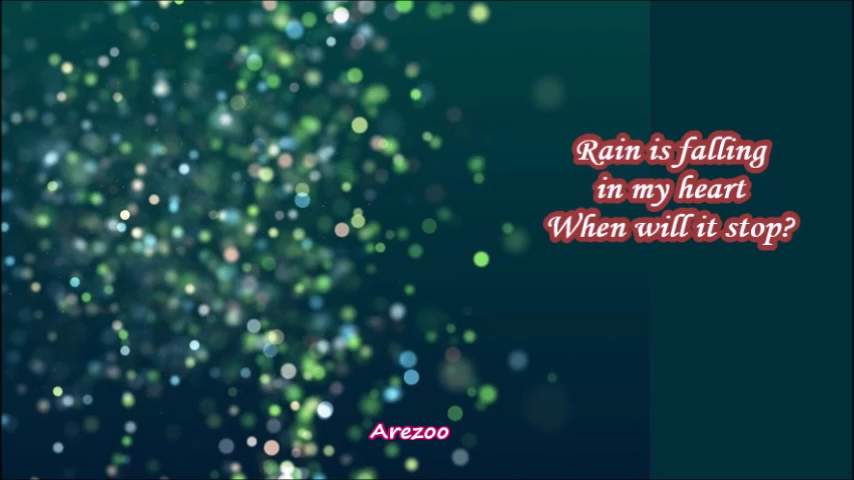 Rain is falling
in my heart
When will it stop?
Arezoo